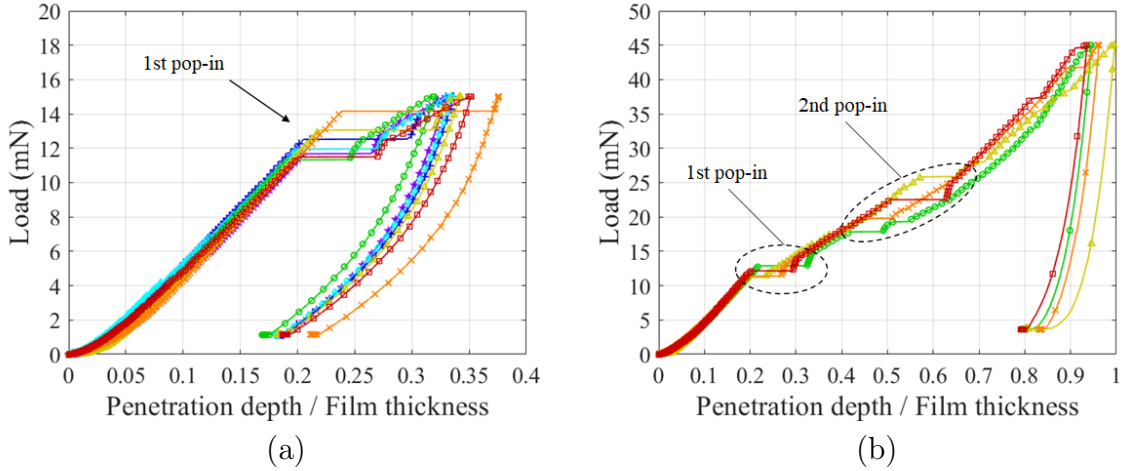 20
18
16
14
12
10
8
6
4
2
0
Load (mN)
1st pop-in
0 0.05 0.1 0.15 0.2 0.25 0.3 0.35 0.4
Penetration depth / Film thickness
(a)
50
45
40
35
30
25
20
15
10
5
0
Load (mN)
2nd pop-in
1st pop-in
0 0.1 0.2 0.3 0.4 0.5 0.6 0.7 0.8 0.9 1
Penetration depth / Film thickness
(b)